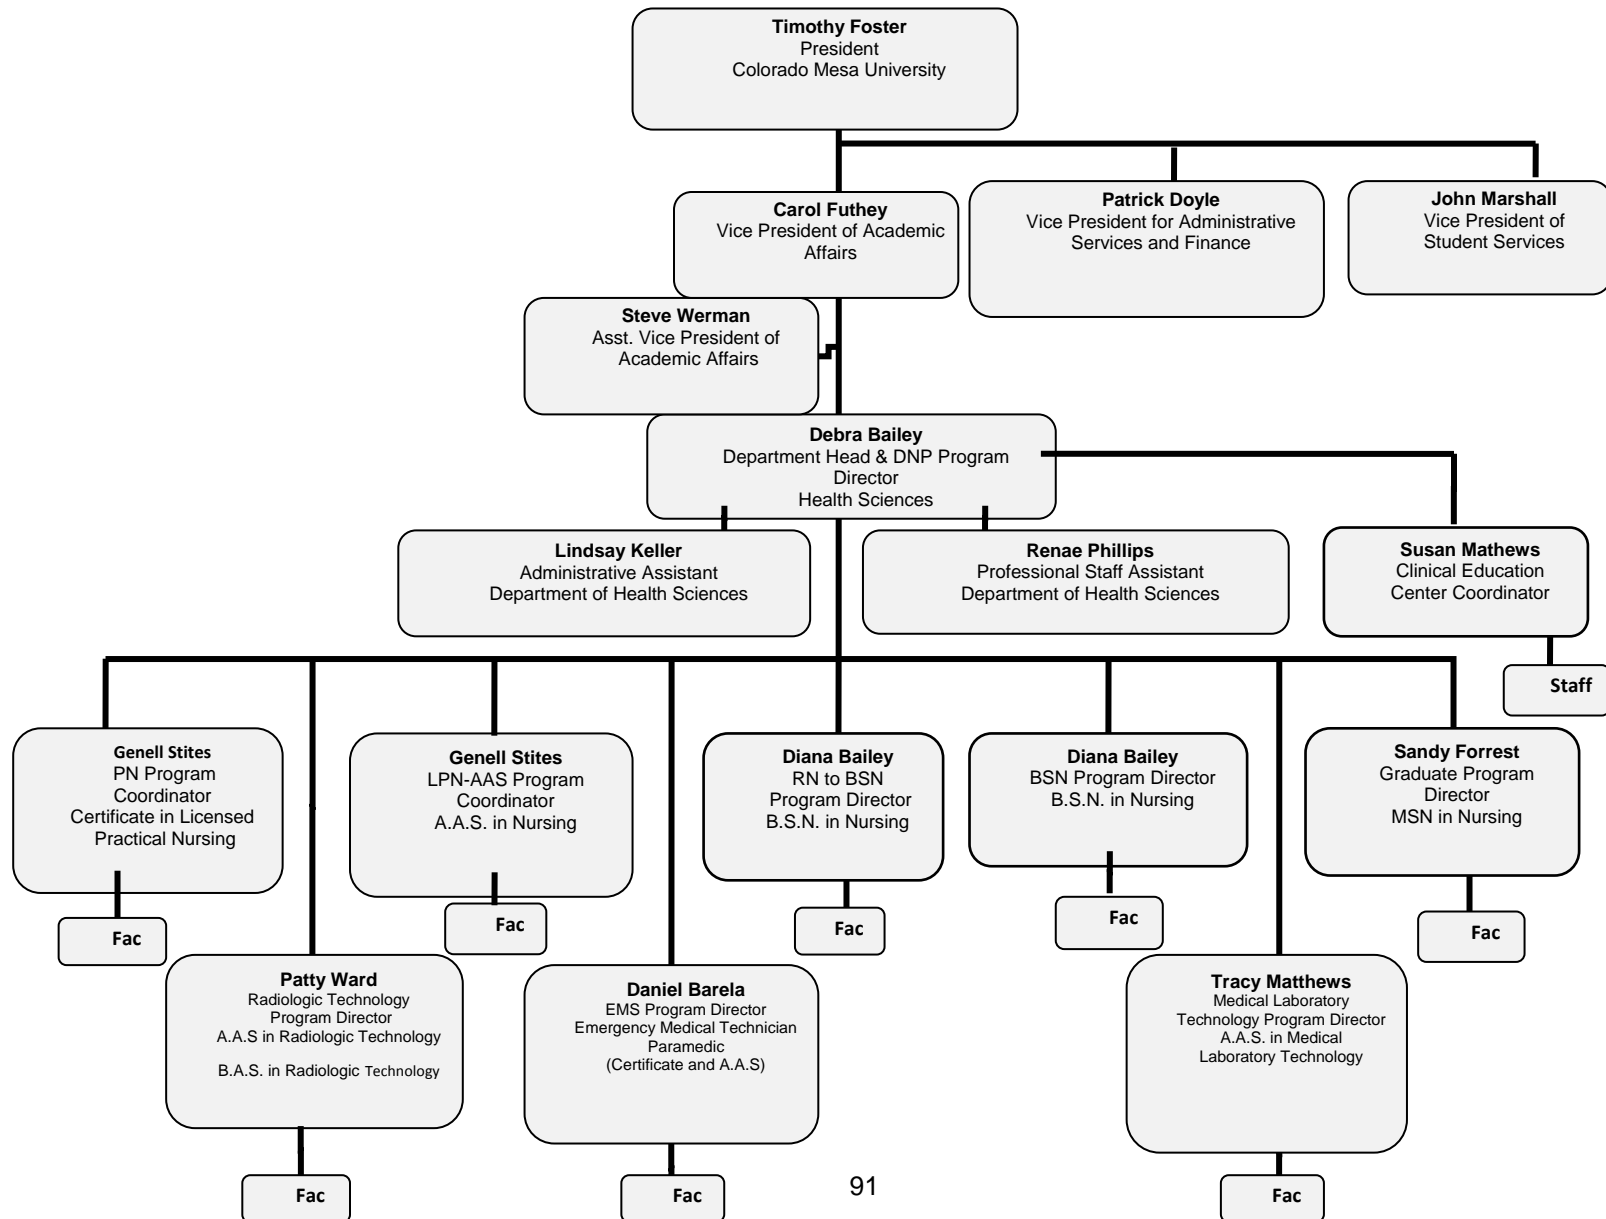 Timothy Foster
President
Colorado Mesa University
Carol Futhey
Vice President of Academic
Affairs
Patrick Doyle
Vice President for Administrative
Services and Finance
John Marshall
Vice President of
Student Services
Steve Werman
Asst. Vice President of
Academic Affairs
Debra Bailey
Department Head & DNP Program
Director
Health Sciences
Lindsay Keller
Administrative Assistant
Department of Health Sciences
Renae Phillips
Professional Staff Assistant
Department of Health Sciences
Susan Mathews
Clinical Education
Center Coordinator
Staff
Genell Stites
PN Program
Coordinator
Certificate in Licensed
Practical Nursing
Genell Stites
LPN-AAS Program
Coordinator
A.A.S. in Nursing
Diana Bailey
RN to BSN
Program Director
B.S.N. in Nursing
Diana Bailey
BSN Program Director
B.S.N. in Nursing
Sandy Forrest
Graduate Program
Director
MSN in Nursing
Fac
Fac
Fac
Fac
Fac
Patty Ward
Radiologic Technology
Program Director
A.A.S in Radiologic Technology
B.A.S. in Radiologic Technology
Daniel Barela
EMS Program Director
Emergency Medical Technician
Paramedic
(Certificate and A.A.S)
Tracy Matthews
Medical Laboratory
Technology Program Director
A.A.S. in Medical
Laboratory Technology
Fac
Fac
Fac
91